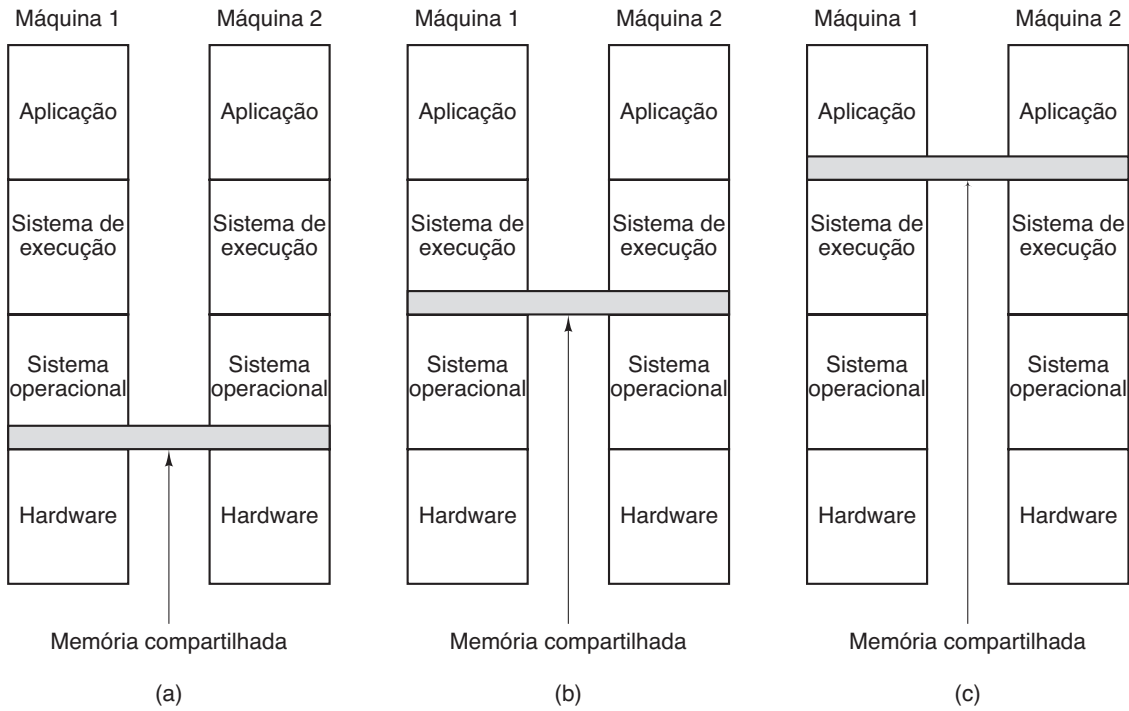 Máquina 1
Máquina 2
Aplicação
Aplicação
Sistema de
execução
Sistema de
execução
Sistema
operacional
Sistema
operacional
Hardware
Hardware
Memória compartilhada
(a)
Máquina 1
Máquina 2
Aplicação
Aplicação
Sistema de
execução
Sistema de
execução
Sistema
operacional
Sistema
operacional
Hardware
Hardware
Memória compartilhada
(b)
Máquina 1
Máquina 2
Aplicação
Aplicação
Sistema de
execução
Sistema de
execução
Sistema
operacional
Sistema
operacional
Hardware
Hardware
Memória compartilhada
(c)